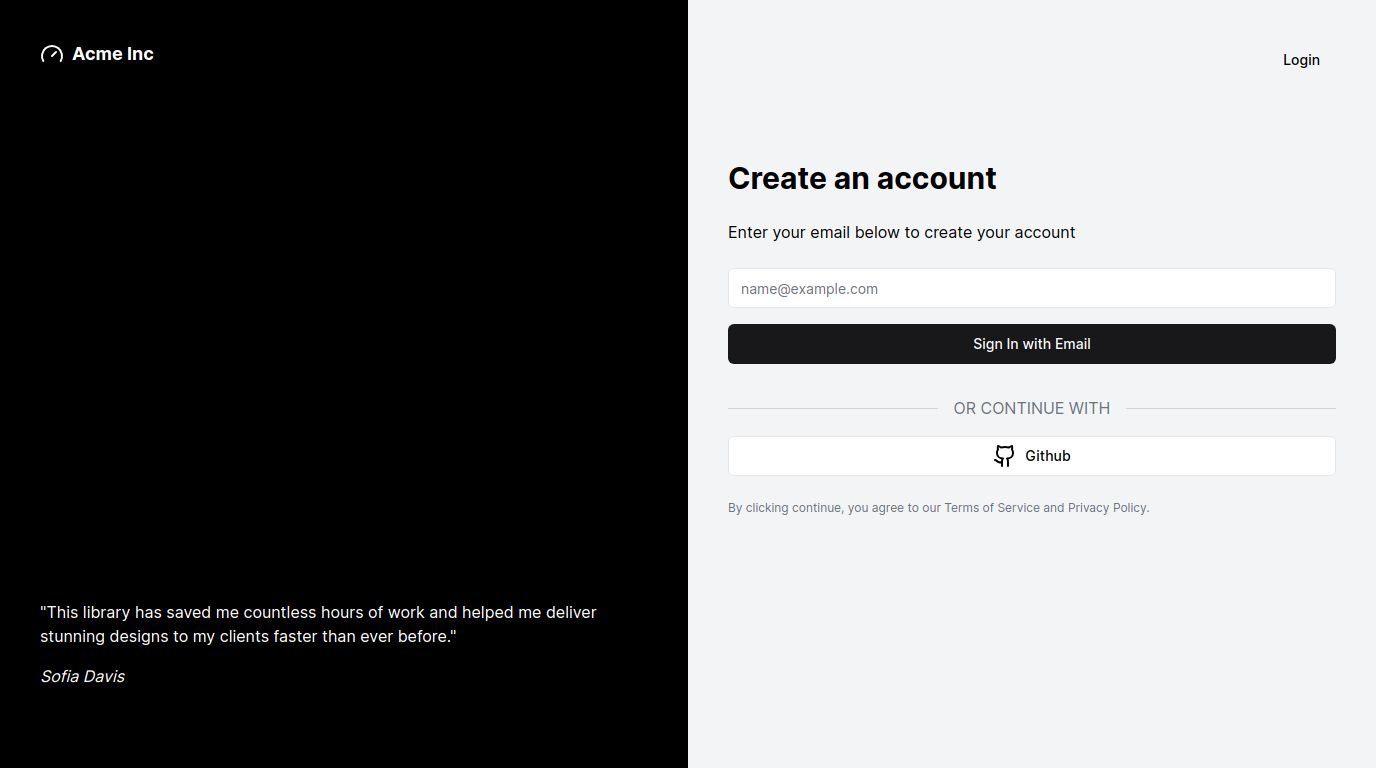 Acme Inc
"This library has saved me countless hours of work and helped me deliver
stunning designs to my clients faster than ever before."
Sofia Davis
Login
Create an account
Enter your email below to create your account
name@example.com
Sign In with Email
OR CONTINUE WITH
Github
By clicking continue, you agree to our Terms of Service and Privacy Policy.